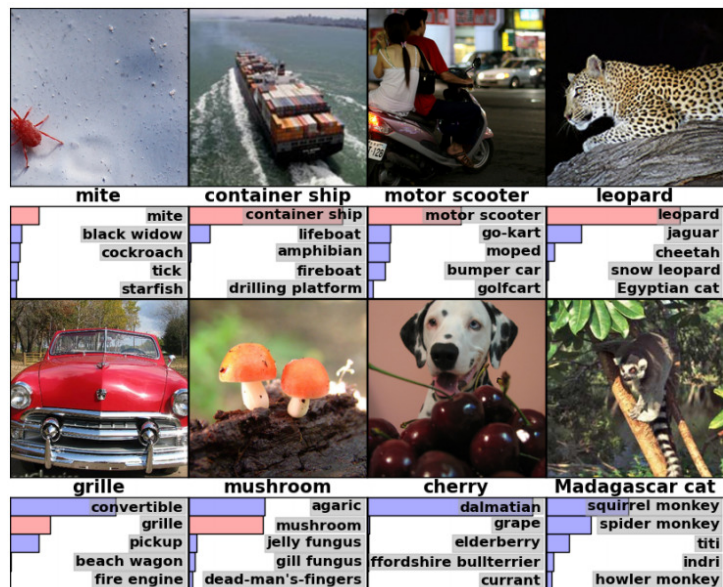 mite
container ship
motor scooter
leopard
mite
black widow
cockroach
tick
starfish
container ship
lifeboat
amphibian
fireboat
drilling platform
motor scooter
go-kart
moped
bumper car
golfcart
leopard
jaguar
cheetah
snow leopard
Egyptian cat
grille
mushroom
cherry
Madagascar cat
convertible
grille
pickup
beach wagon
fire engine
agaric
mushroom
jelly fungus
gill fungus
dead-man's-fingers
dalmatian
grape
elderberry
ffordshire bullterrier
currant
squirrel monkey
spider monkey
titi
indri
howler monkey